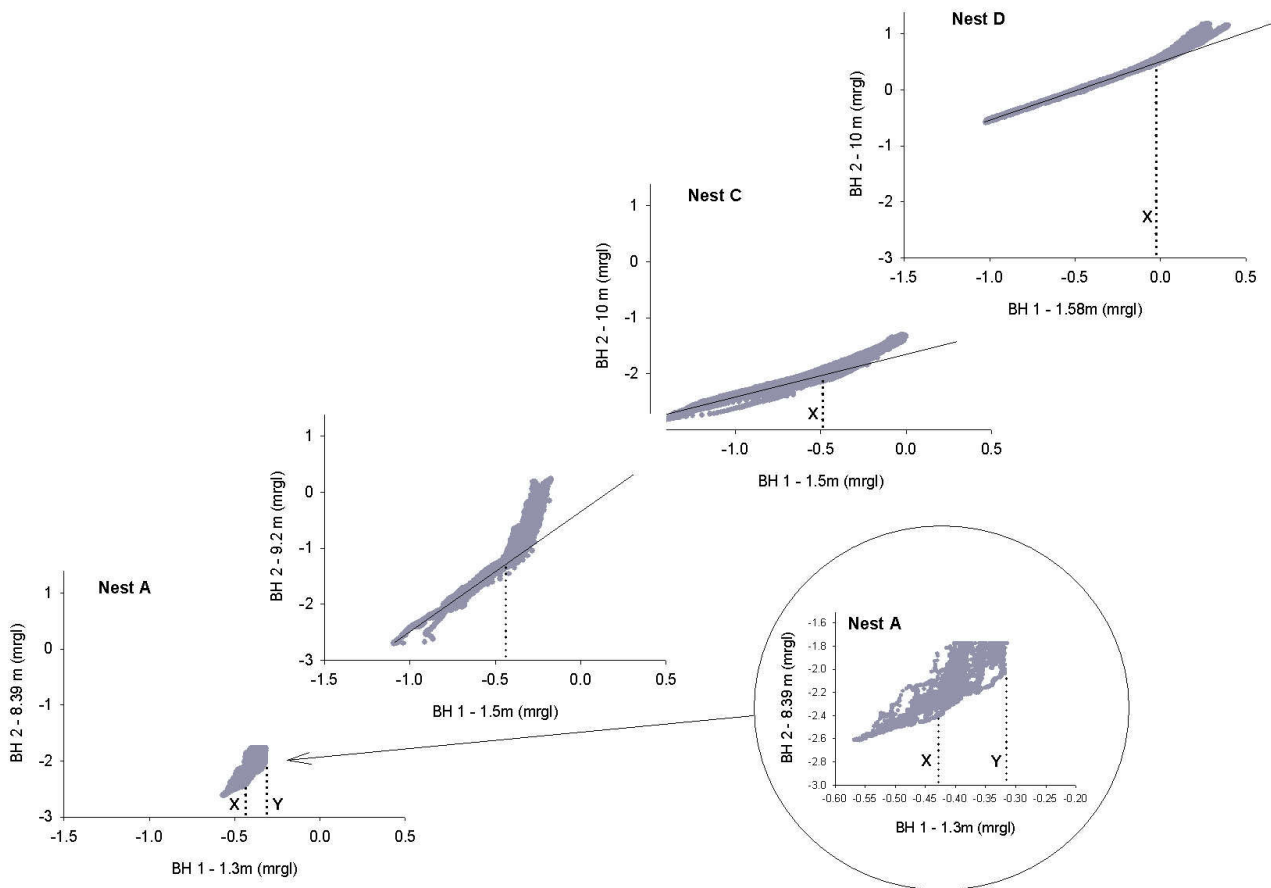 Nest D
1
0
-1
-2
-3
BH 2 - 10 m (mrgl)
X
-1.5 -1.0 -0.5 0.0 0.5
BH 1 - 1.58m (mrgl)
Nest C
1
0
-1
-2
BH 2 - 10 m (mrgl)
X
-1.0 -0.5 0.0 0.5
BH 1 - 1.5m (mrgl)
1
0
-1
-2
-3
BH 2 - 9.2 m (mrgl)
-1.5 -1.0 -0.5 0.0 0.5
BH 1 - 1.5m (mrgl)
Nest A
1
0
-1
-2
-3
BH 2 - 8.39 m (mrgl)
X Y
-1.5 -1.0 -0.5 0.0 0.5
BH 1 - 1.3m (mrgl)
Nest A
-1.6
-1.8
-2.0
-2.2
-2.4
-2.6
-2.8
-3.0
BH 2 - 8.39 m (mrgl)
X Y
-0.60 -0.55 -0.50 -0.45 -0.40 -0.35 -0.30 -0.25 -0.20
BH 1 - 1.3m (mrgl)